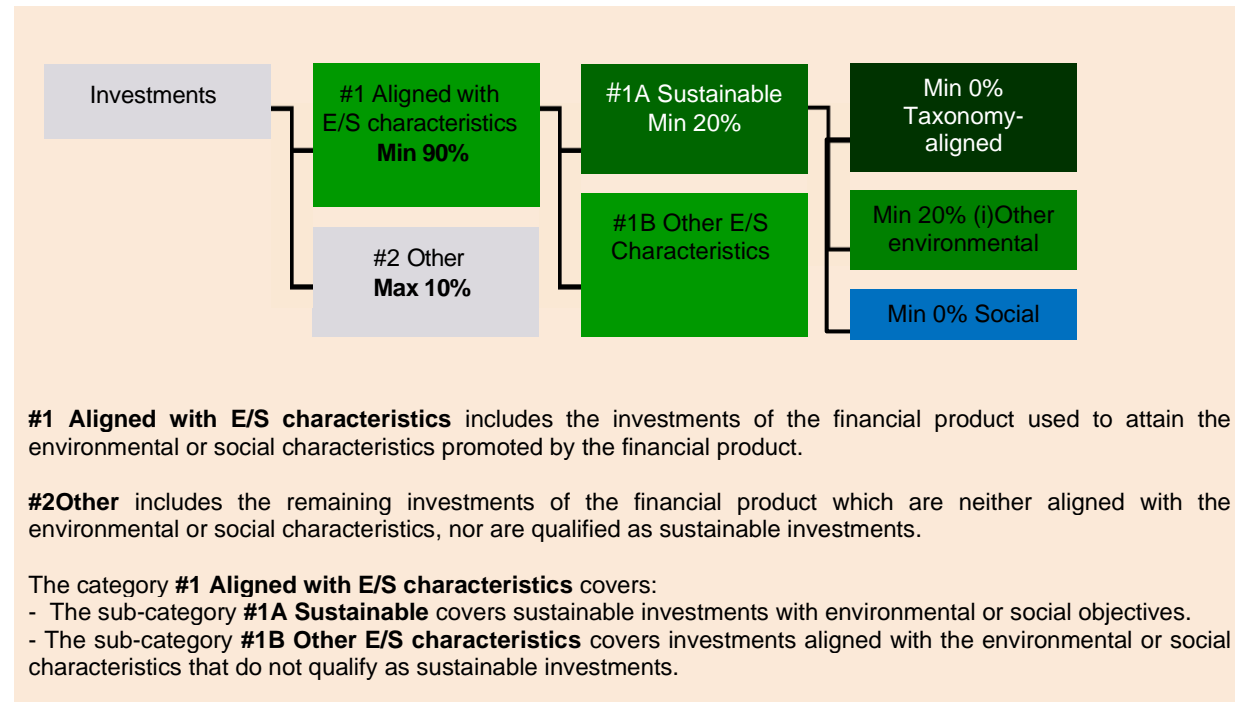 Investments
#1 Aligned with
E/S characteristics
Min 90%
#2 Other
Max 10%
#1A Sustainable
Min 20%
#1B Other E/S
Characteristics
Min 0%
Taxonomy-
aligned
Min 20% (i)Other
environmental
Min 0% Social
#1 Aligned with E/S characteristics includes the investments of the financial product used to attain the
environmental or social characteristics promoted by the financial product.
#2Other includes the remaining investments of the financial product which are neither aligned with the
environmental or social characteristics, nor are qualified as sustainable investments.
The category #1 Aligned with E/S characteristics covers:
- The sub-category #1A Sustainable covers sustainable investments with environmental or social objectives.
- The sub-category #1B Other E/S characteristics covers investments aligned with the environmental or social
characteristics that do not qualify as sustainable investments.